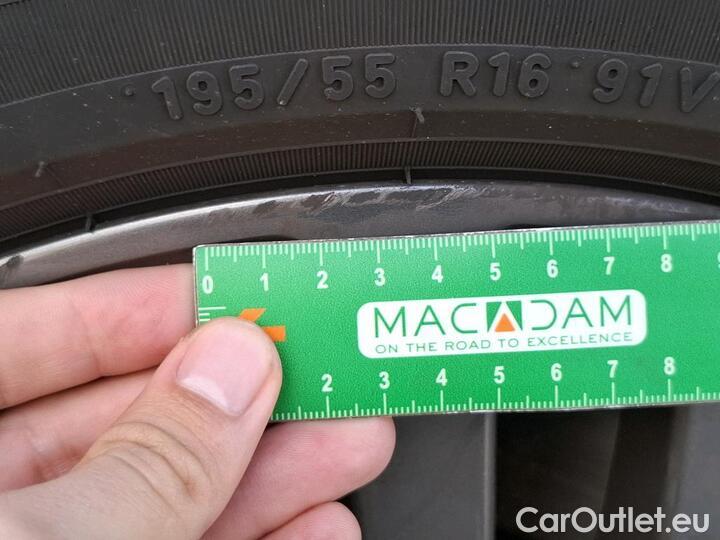 195/55 R16 91V
0 1 2 3 4 5 6 7 8 9
MACADAM
ON THE ROAD TO EXCELLENCE
2 3 4 5 6 7 8
CarOutlet.eu